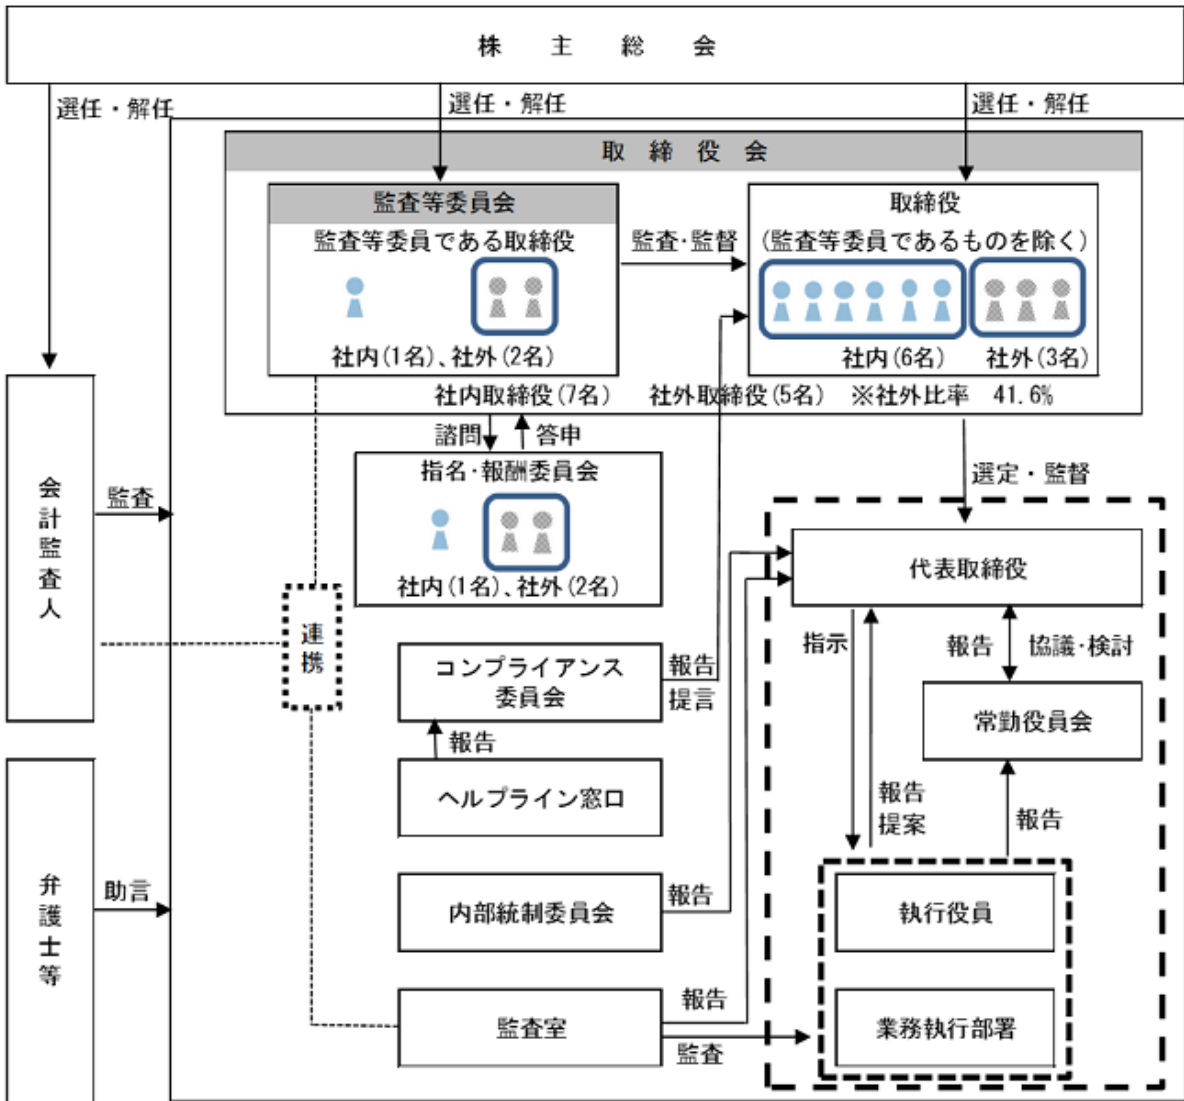 株 主 総 会
選任・解任
選任・解任
選任・解任
取 締 役 会
監査等委員会
監査等委員である取締役
社内(1名)、社外(2名)
監査・監督
取締役
(監査等委員であるものを除く)
社内(6名) 社外(3名)
社内取締役(7名) 社外取締役(5名) ※社外比率 41.6%
諮問
答申
選定・監督
指名・報酬委員会
社内(1名)、社外(2名)
会計監査人
監査
連携
代表取締役
指示
報告
協議・検討
コンプライアンス
委員会
報告
提言
常勤役員会
報告
ヘルプライン窓口
報告
提案
報告
弁護士等
助言
内部統制委員会
報告
執行役員
監査室
報告
監査
業務執行部署